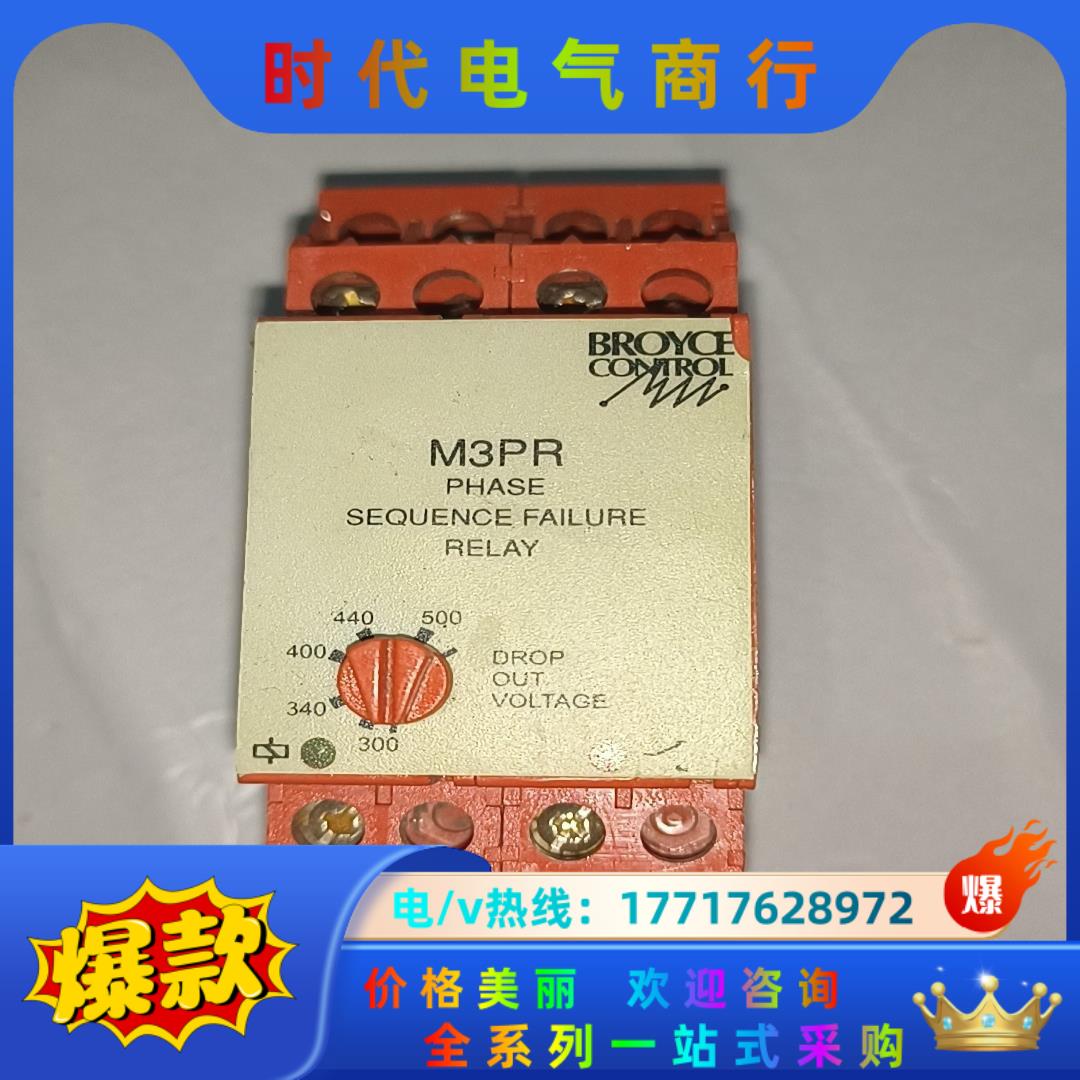 时代电气商行
BROYCE
CONTROL
M3PR
PHASE
SEQUENCE FAILURE
RELAY
440 500
400
340
300
DROP
OUT
VOLTAGE
电/v热线：17717628972
爆
爆款
价格美丽 欢迎咨询
全系列一站式采购